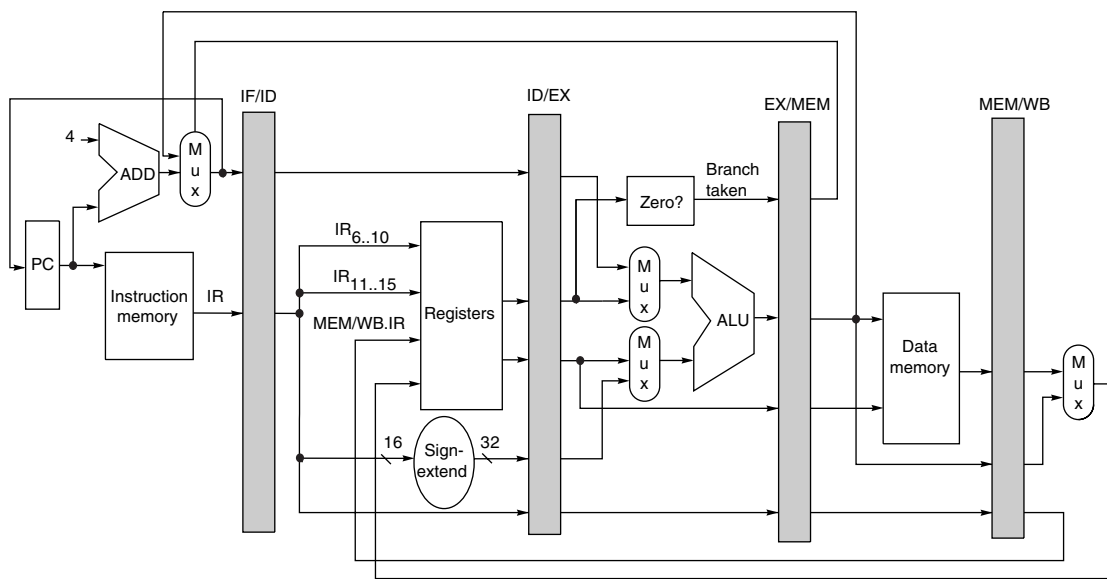 IF/ID
ID/EX
EX/MEM
MEM/WB
4
ADD
M
u
x
Branch
taken
Zero?
PC
Instruction
memory
IR
IR6..10
IR11..15
MEM/WB.IR
Registers
M
u
x
M
u
x
ALU
Data
memory
M
u
x
16
Sign-
extend
32